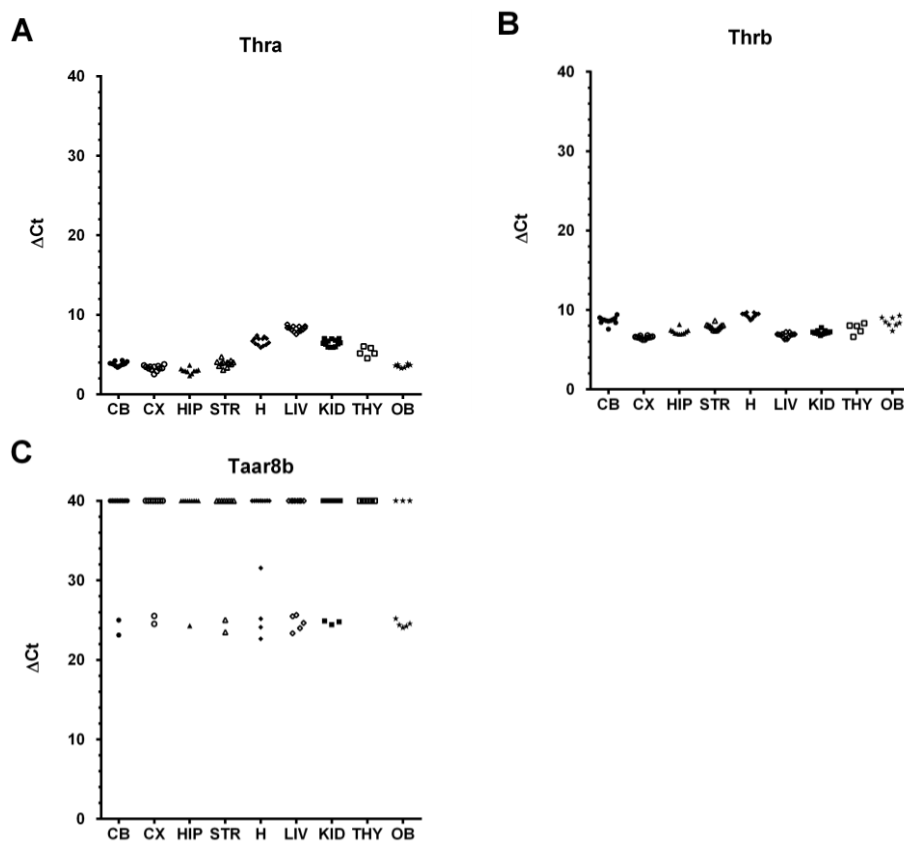 A
Thra
40
30
20
10
0
ΔCt
CB CX HIP STR H LIV KID THY OB
B
Thrb
40
30
20
10
0
ΔCt
CB CX HIP STR H LIV KID THY OB
C
Taar8b
40
30
20
10
0
ΔCt
CB CX HIP STR H LIV KID THY OB